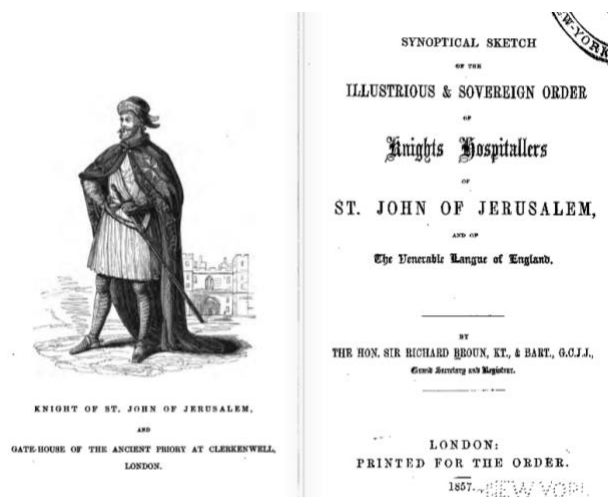 KNIGHT OF ST. JOHN OF JERUSALEM,
AND
GATE-HOUSE OF THE ANCIENT PRIORY AT CLERKENWELL,
LONDON.
SYNOPTICAL SKETCH
OF THE
ILLUSTRIOUS & SOVEREIGN ORDER
OF
Knights Hospitallers
OF
ST. JOHN OF JERUSALEM,
AND OF
The Venerable Langue of England.
BY
THE HON. SIR RICHARD BROUN, KT., & BART., G.C.J.J.,
Grand Secretary and Registrar.
LONDON:
PRINTED FOR THE ORDER.
1857.
NEW YORK